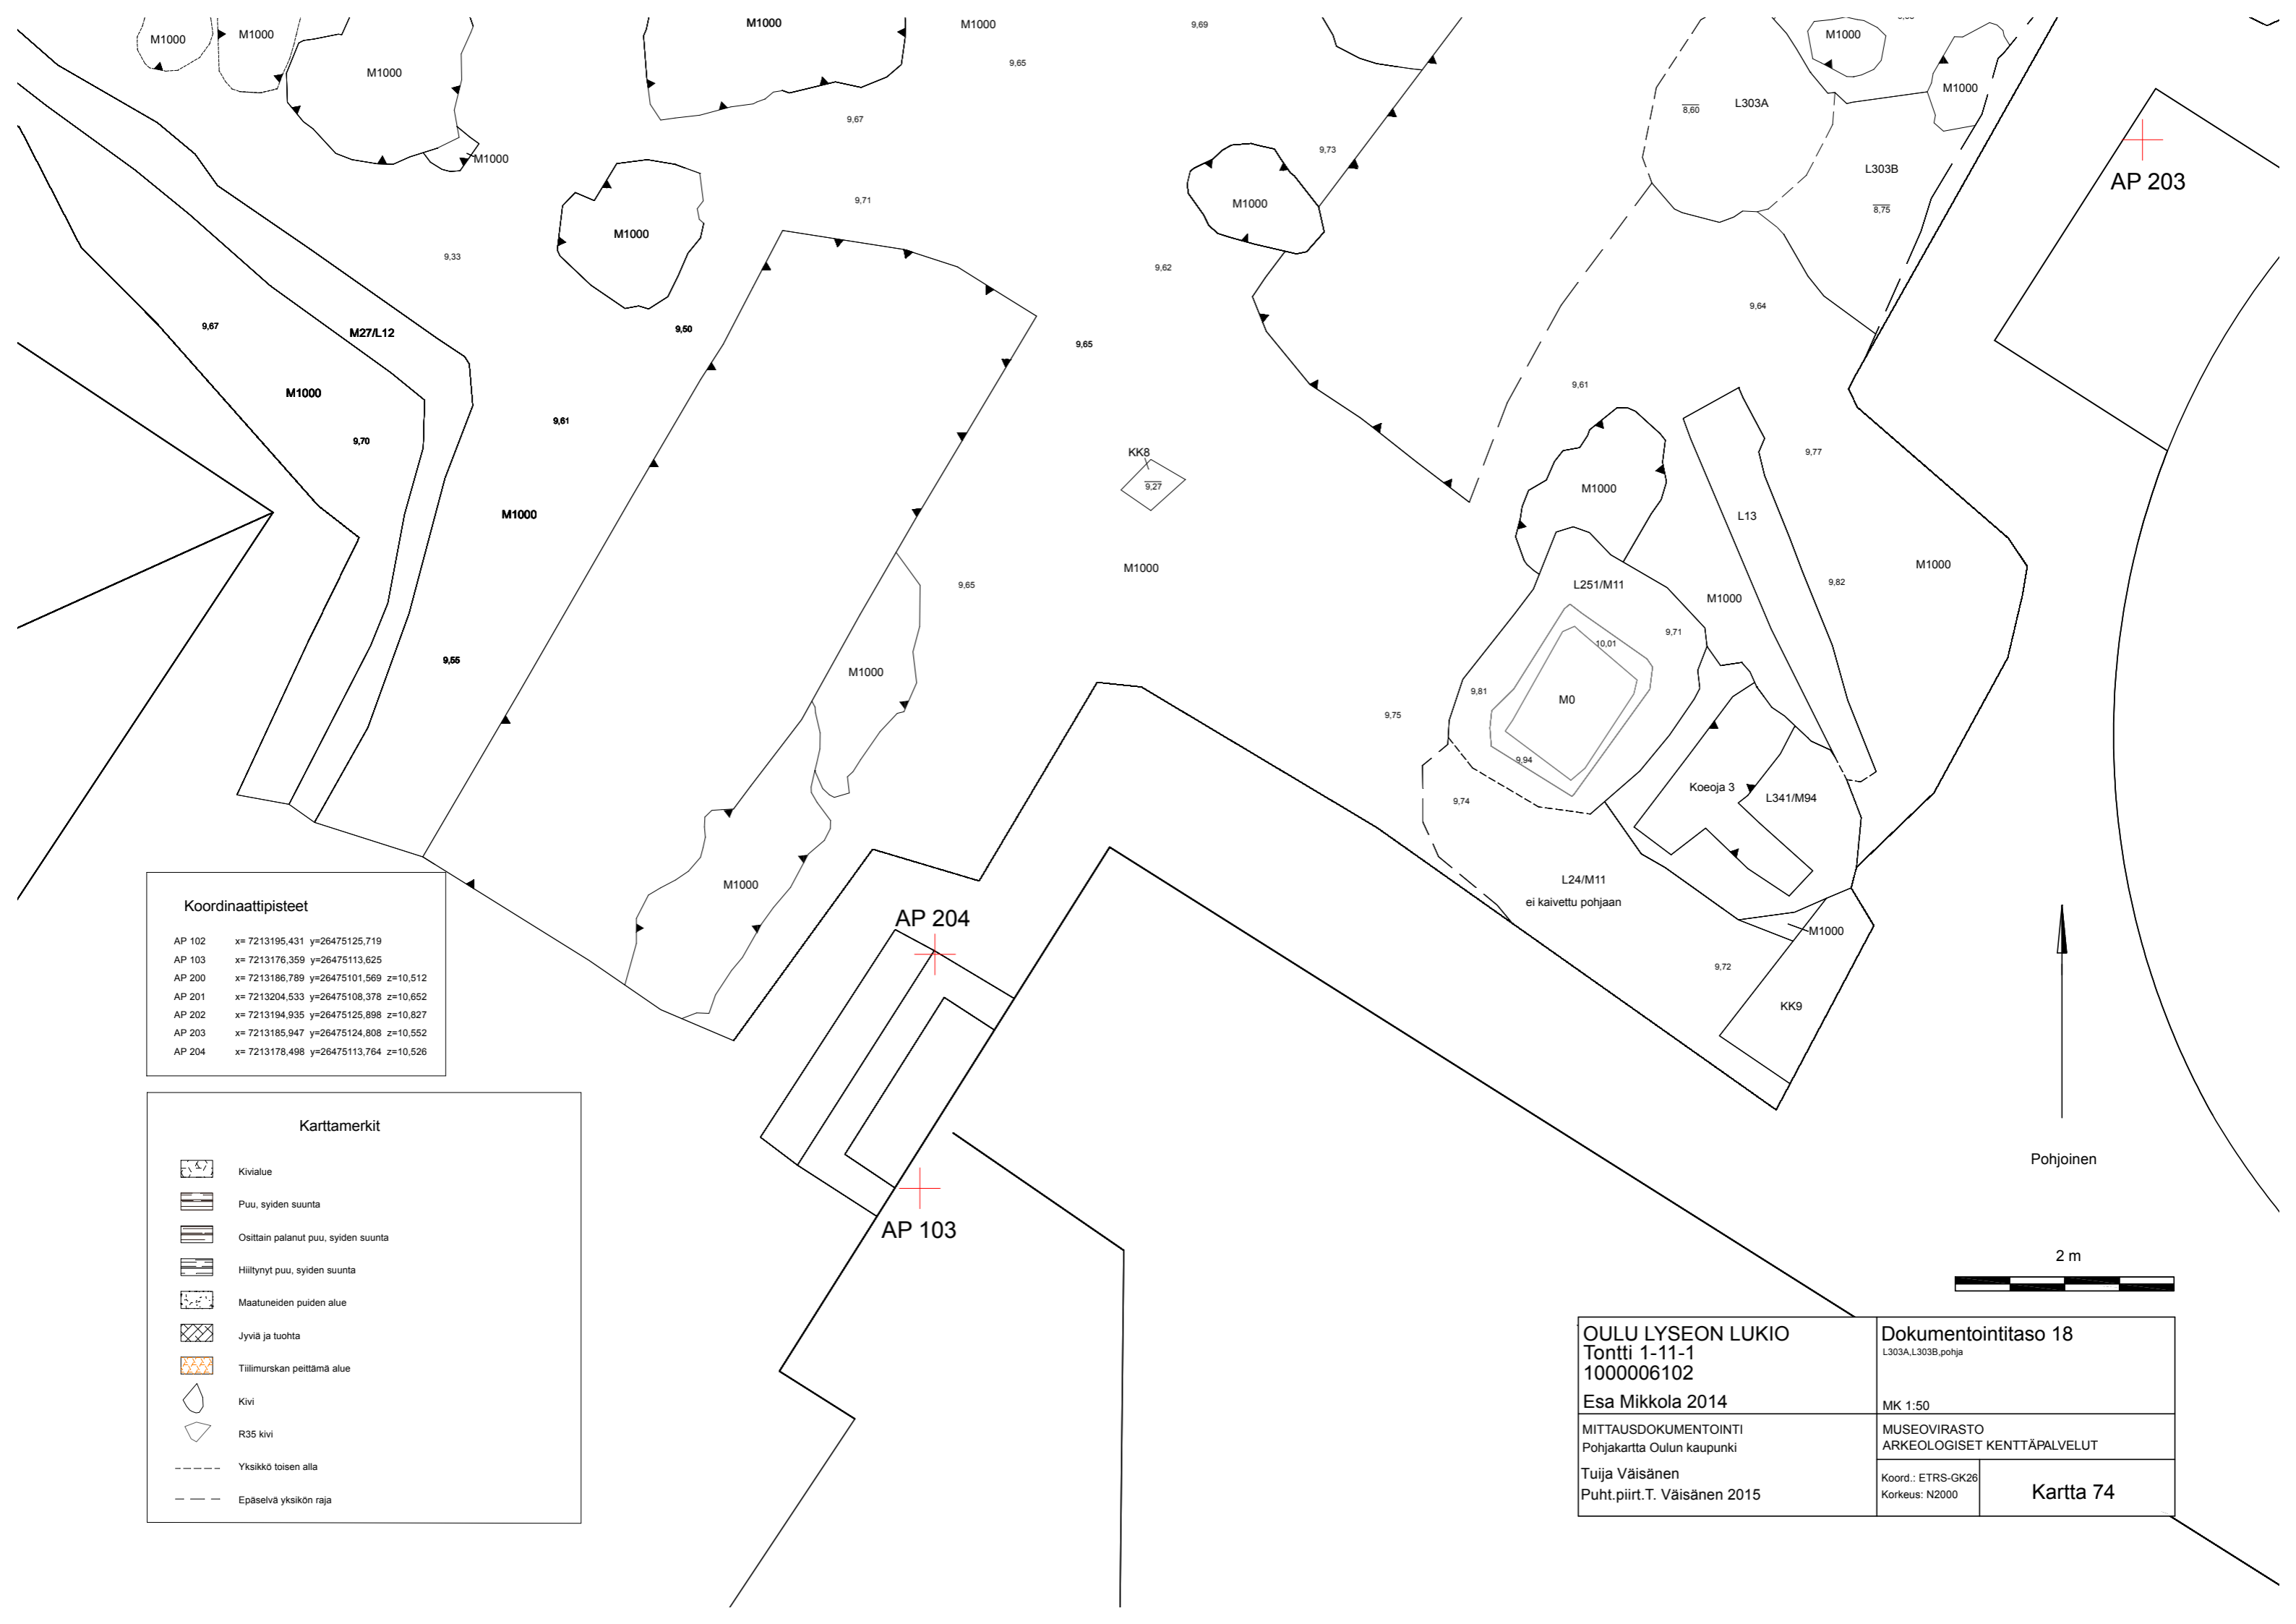 M1000
M1000
M1000
M1000
M1000
9,69
M1000
9,65
M1000
L303A
8,60
M1000
9,67
9,73
M1000
L303B
8,75
AP 203
9,71
M1000
M1000
9,33
9,62
9,64
9,67
M27/L12
9,50
9,65
M1000
9,61
9,61
9,70
KK8
9,27
9,77
M1000
M1000
L13
M1000
M1000
9,65
L251/M11
9,82
M1000
9,71
10,01
9,55
M1000
9,81
M0
9,75
9,94
Koeoja 3
L341/M94
9,74
M1000
L24/M11
ei kaivettu pohjaan
M1000
9,72
KK9
AP 204
AP 103
Koordinaattipisteet
AP 102 x= 7213195,431 y=26475125,719
AP 103 x= 7213176,359 y=26475113,625
AP 200 x= 7213186,789 y=26475101,569 z=10,512
AP 201 x= 7213204,533 y=26475108,378 z=10,652
AP 202 x= 7213194,935 y=26475125,898 z=10,827
AP 203 x= 7213185,947 y=26475124,808 z=10,552
AP 204 x= 7213178,498 y=26475113,764 z=10,526
Karttamerkit
Kivialue
Puu, syiden suunta
Osittain palanut puu, syiden suunta
Hiiltynyt puu, syiden suunta
Maatuneiden puiden alue
Jyviä ja tuohta
Tiilimurskan peittämä alue
Kivi
R35 kivi
Yksikkö toisen alla
Epäselvä yksikön raja
Pohjoinen
2 m
OULU LYSEON LUKIO
Tontti 1-11-1
1000006102
Esa Mikkola 2014
Dokumentointitaso 18
L303A,L303B,pohja
MK 1:50
MITTAUSDOKUMENTOINTI
Pohjakartta Oulun kaupunki
Tuija Väisänen
Puht.piirt.T. Väisänen 2015
MUSEOVIRASTO
ARKEOLOGISET KENTTÄPALVELUT
Koord.: ETRS-GK26
Korkeus: N2000
Kartta 74